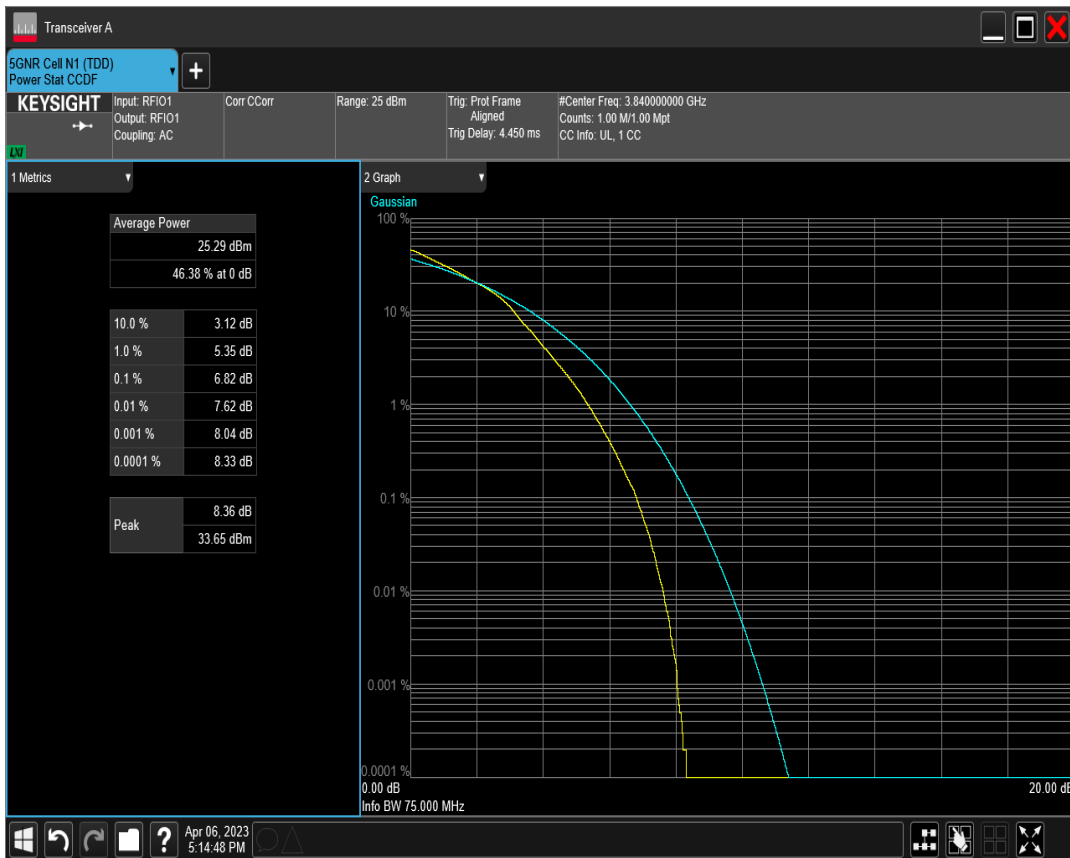 Transceiver A
5GNR Cell N1 (TDD)
Power Stat CCDF
KEYSIGHT
LXI
Input: RFIO1
Output: RFIO1
Coupling: AC
Corr CCorr
Range: 25 dBm
Trig: Prot Frame
Aligned
Trig Delay: 4.450 ms
#Center Freq: 3.840000000 GHz
Counts: 1.00 M/1.00 Mpt
CC Info: UL, 1 CC
1 Metrics
Average Power
25.29 dBm
46.38 % at 0 dB
10.0 % 3.12 dB
1.0 % 5.35 dB
0.1 % 6.82 dB
0.01 % 7.62 dB
0.001 % 8.04 dB
0.0001 % 8.33 dB
Peak 8.36 dB
33.65 dBm
2 Graph
Gaussian
100 %
10 %
1 %
0.1 %
0.01 %
0.001 %
0.0001 %
0.00 dB 20.00 dB
Info BW 75.000 MHz
?
Apr 06, 2023
5:14:48 PM